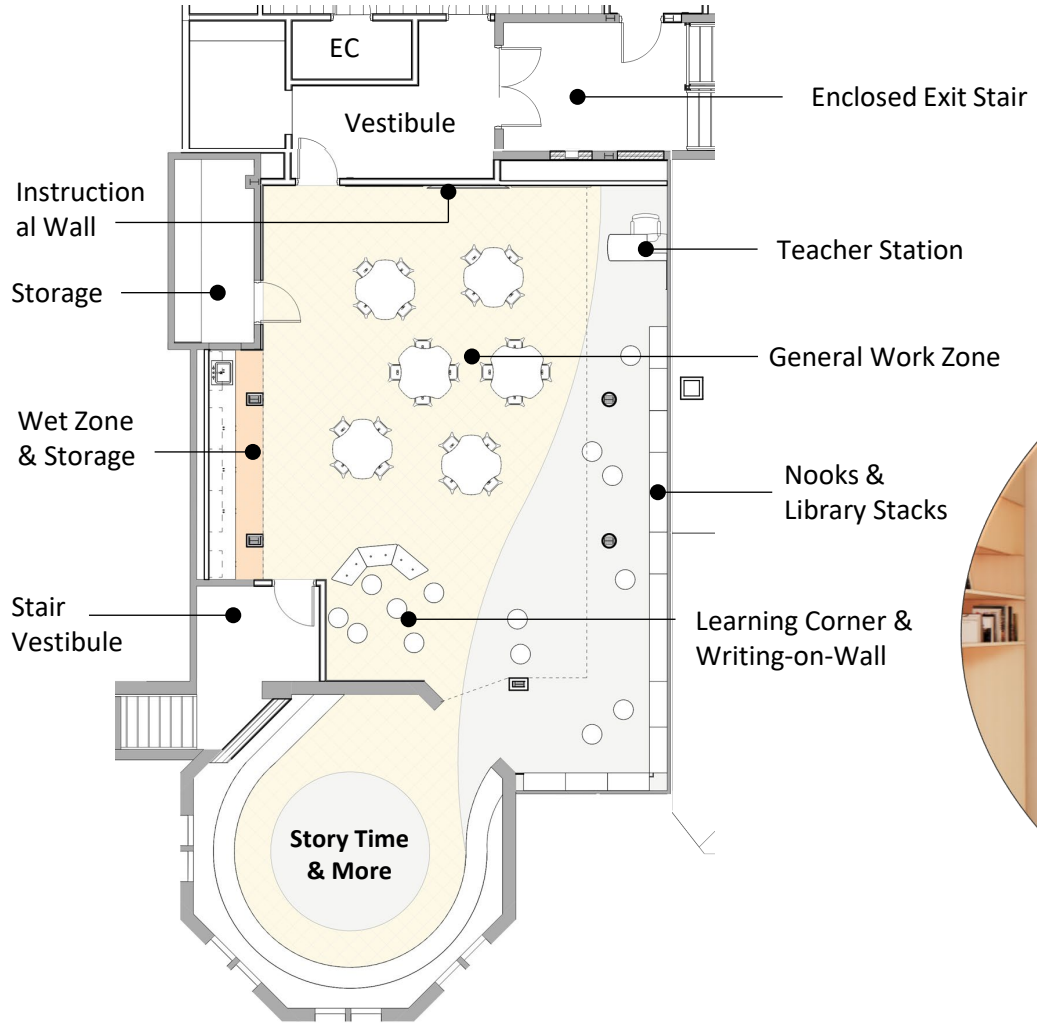 EC
Vestibule
Enclosed Exit Stair
Instruction
al Wall
Teacher Station
Storage
General Work Zone
Wet Zone
& Storage
Nooks &
Library Stacks
Stair
Vestibule
Learning Corner &
Writing-on-Wall
Story Time
& More